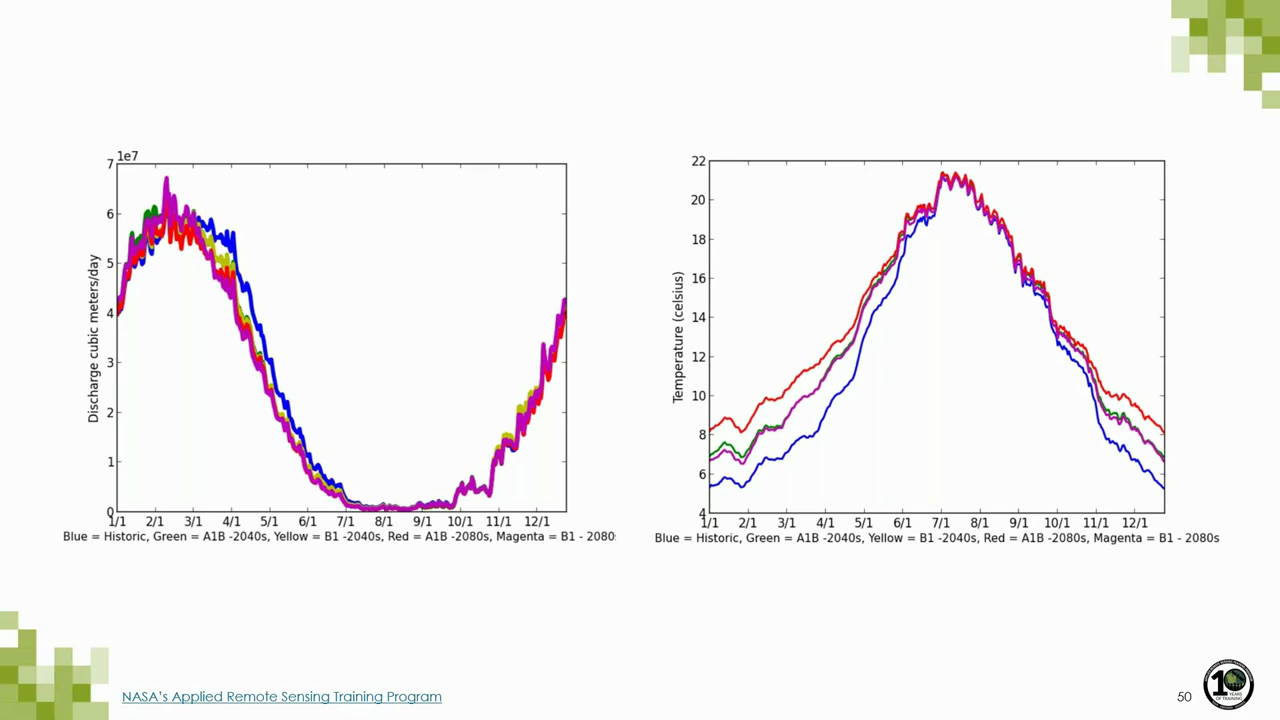 1e7
7
6
5
4
3
2
1
0
Discharge cubic meters/day
1/1 2/1 3/1 4/1 5/1 6/1 7/1 8/1 9/1 10/1 11/1 12/1
Blue = Historic, Green = A1B -2040s, Yellow = B1 -2040s, Red = A1B -2080s, Magenta = B1 - 2080
22
20
18
16
14
12
10
8
6
4
Temperature (celsius)
1/1 2/1 3/1 4/1 5/1 6/1 7/1 8/1 9/1 10/1 11/1 12/1
Blue = Historic, Green = A1B -2040s, Yellow = B1 -2040s, Red = A1B -2080s, Magenta = B1 - 2080s
NASA's Applied Remote Sensing Training Program
50
10
YEARS
OF TRAINING